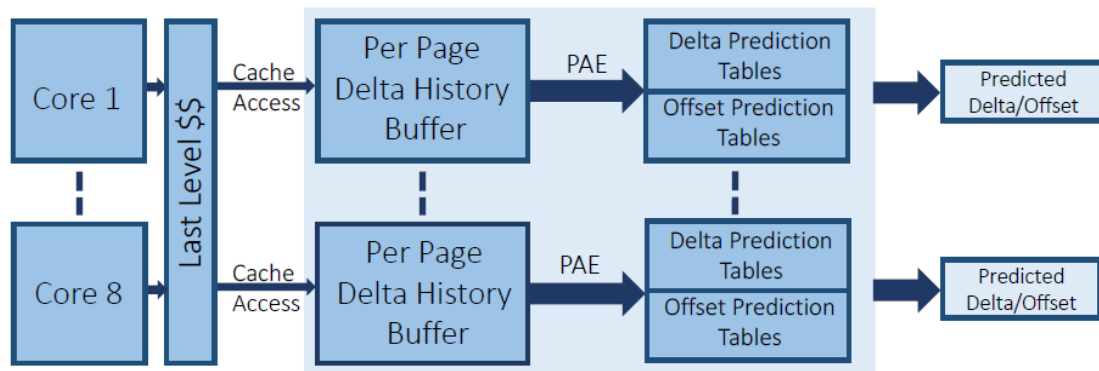 Core 1
Last Level $$
Cache
Access
Per Page
Delta History
Buffer
PAE
Delta Prediction
Tables
Offset Prediction
Tables
Predicted
Delta/Offset
Core 8
Cache
Access
Per Page
Delta History
Buffer
PAE
Delta Prediction
Tables
Offset Prediction
Tables
Predicted
Delta/Offset